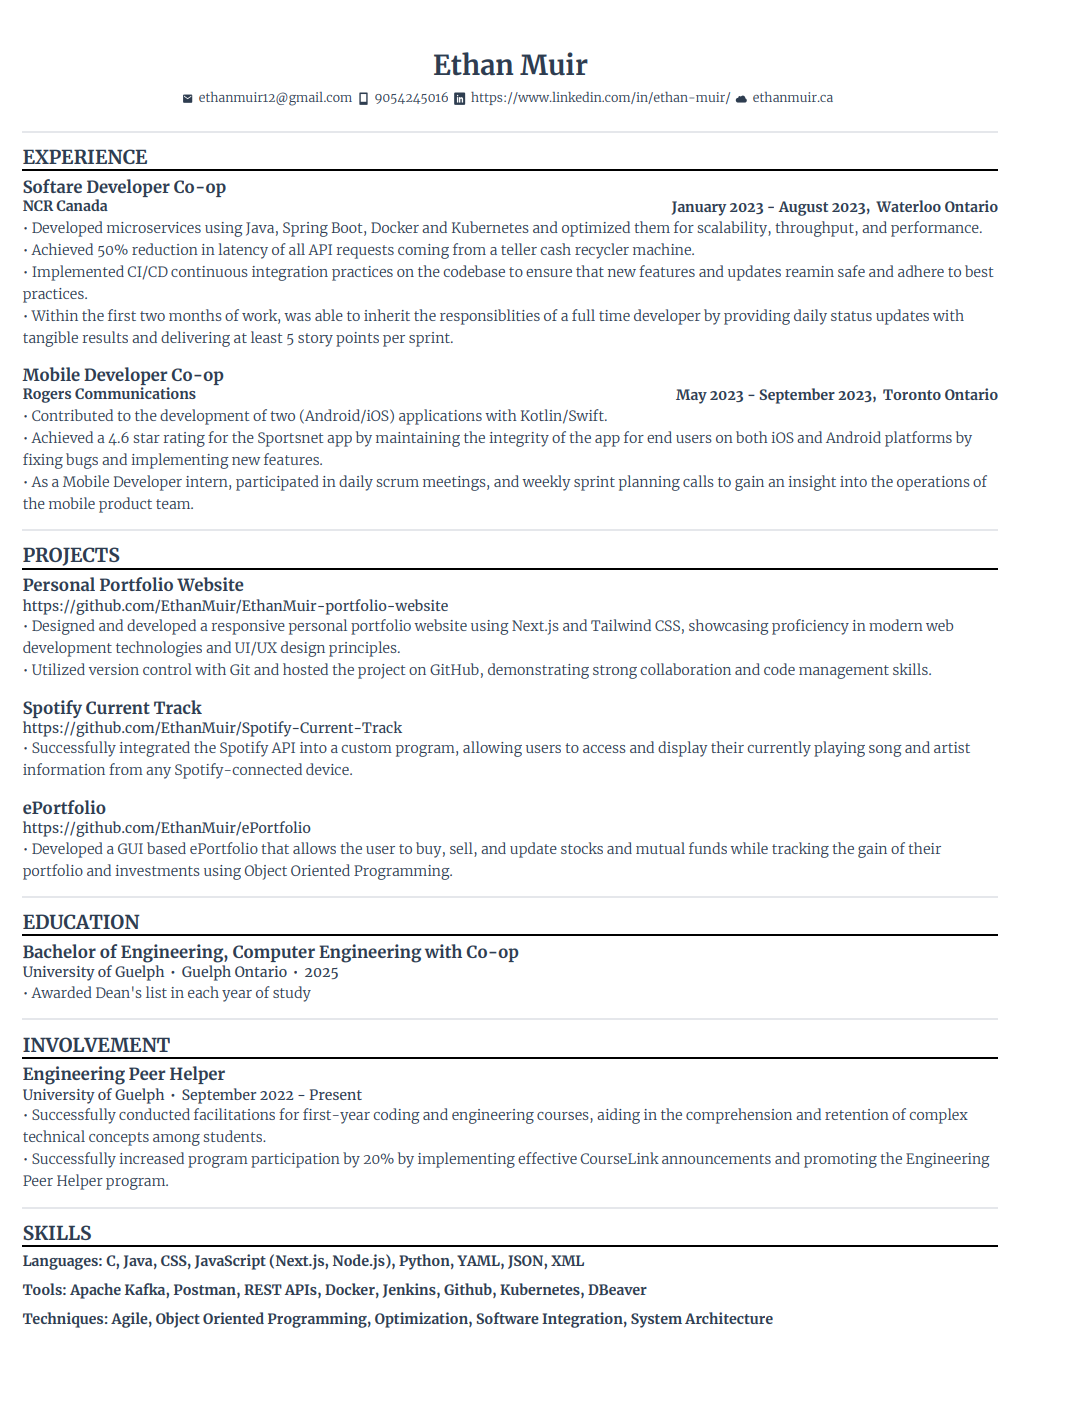 Ethan Muir
ethanmuir12@gmail.com 9054245016 https://www.linkedin.com/in/ethan-muir/ ethanmuir.ca
EXPERIENCE
Softare Developer Co-op
NCR Canada January 2023 - August 2023, Waterloo Ontario
• Developed microservices using Java, Spring Boot, Docker and Kubernetes and optimized them for scalability, throughput, and performance.
• Achieved 50% reduction in latency of all API requests coming from a teller cash recycler machine.
• Implemented CI/CD continuous integration practices on the codebase to ensure that new features and updates reamin safe and adhere to best
practices.
• Within the first two months of work, was able to inherit the responsiblities of a full time developer by providing daily status updates with
tangible results and delivering at least 5 story points per sprint.
Mobile Developer Co-op
Rogers Communications May 2023 - September 2023, Toronto Ontario
• Contributed to the development of two (Android/iOS) applications with Kotlin/Swift.
• Achieved a 4.6 star rating for the Sportsnet app by maintaining the integrity of the app for end users on both iOS and Android platforms by
fixing bugs and implementing new features.
• As a Mobile Developer intern, participated in daily scrum meetings, and weekly sprint planning calls to gain an insight into the operations of
the mobile product team.
PROJECTS
Personal Portfolio Website
https://github.com/EthanMuir/EthanMuir-portfolio-website
• Designed and developed a responsive personal portfolio website using Next.js and Tailwind CSS, showcasing proficiency in modern web
development technologies and UI/UX design principles.
• Utilized version control with Git and hosted the project on GitHub, demonstrating strong collaboration and code management skills.
Spotify Current Track
https://github.com/EthanMuir/Spotify-Current-Track
• Successfully integrated the Spotify API into a custom program, allowing users to access and display their currently playing song and artist
information from any Spotify-connected device.
ePortfolio
https://github.com/EthanMuir/ePortfolio
• Developed a GUI based ePortfolio that allows the user to buy, sell, and update stocks and mutual funds while tracking the gain of their
portfolio and investments using Object Oriented Programming.
EDUCATION
Bachelor of Engineering, Computer Engineering with Co-op
University of Guelph • Guelph Ontario • 2025
• Awarded Dean's list in each year of study
INVOLVEMENT
Engineering Peer Helper
University of Guelph • September 2022 - Present
• Successfully conducted facilitations for first-year coding and engineering courses, aiding in the comprehension and retention of complex
technical concepts among students.
• Successfully increased program participation by 20% by implementing effective CourseLink announcements and promoting the Engineering
Peer Helper program.
SKILLS
Languages: C, Java, CSS, JavaScript (Next.js, Node.js), Python, YAML, JSON, XML
Tools: Apache Kafka, Postman, REST APIs, Docker, Jenkins, Github, Kubernetes, DBeaver
Techniques: Agile, Object Oriented Programming, Optimization, Software Integration, System Architecture